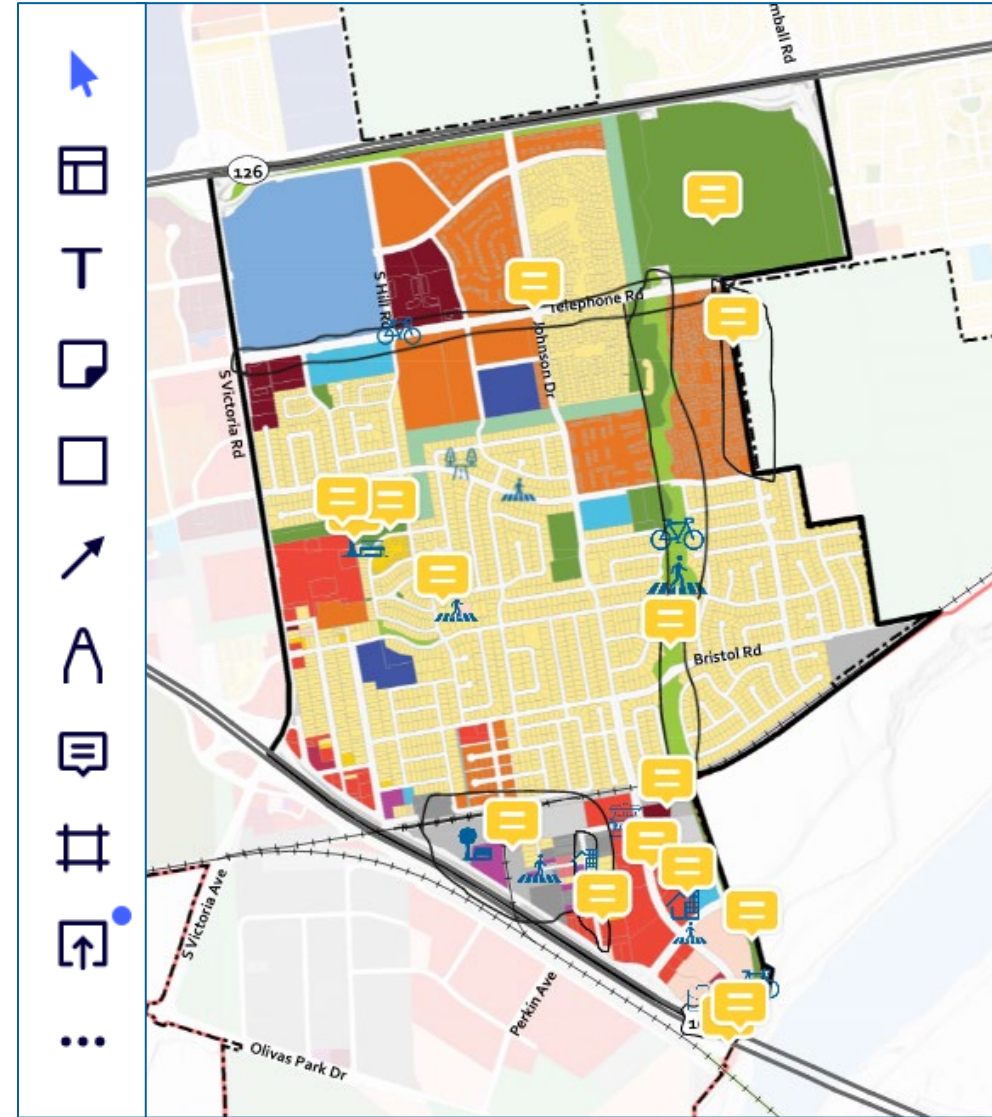 mball Rd
126
S Hill Rd
Telephone Rd
Johnson Dr
S Victoria Rd
Bristol Rd
S Victoria Ave
Perkin Ave
Olivas Park Dr